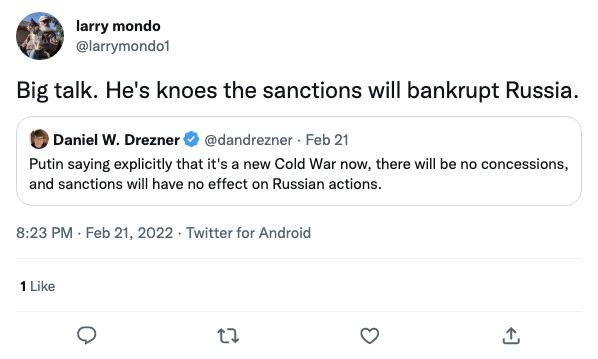 larry mondo
@larrymondo1
Big talk. He's knoes the sanctions will bankrupt Russia.
Daniel W. Drezner @dandrezner · Feb 21
Putin saying explicitly that it's a new Cold War now, there will be no concessions,
and sanctions will have no effect on Russian actions.
8:23 PM · Feb 21, 2022 · Twitter for Android
1 Like